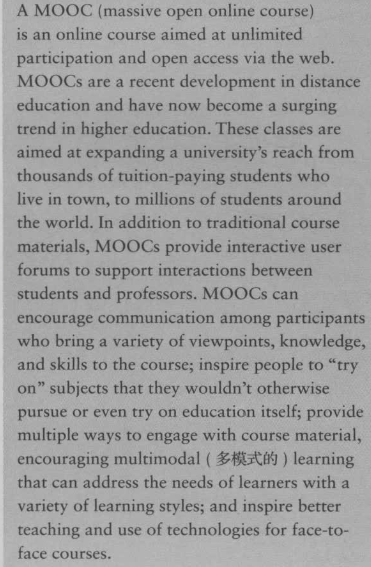 A MOOC (massive open online course)
is an online course aimed at unlimited
participation and open access via the web.
MOOCs are a recent development in distance
education and have now become a surging
trend in higher education. These classes are
aimed at expanding a university's reach from
thousands of tuition-paying students who
live in town, to millions of students around
the world. In addition to traditional course
materials, MOOCs provide interactive user
forums to support interactions between
students and professors. MOOCs can
encourage communication among participants
who bring a variety of viewpoints, knowledge,
and skills to the course; inspire people to "try
on" subjects that they wouldn't otherwise
pursue or even try on education itself; provide
multiple ways to engage with course material,
encouraging multimodal (多模式的) learning
that can address the needs of learners with a
variety of learning styles; and inspire better
teaching and use of technologies for face-to-
face courses.